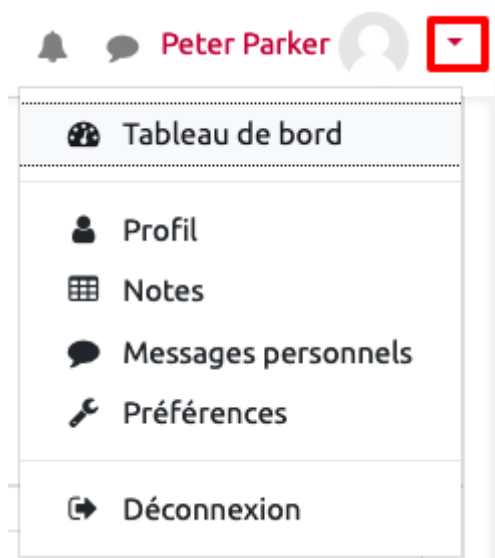 Peter Parker
Tableau de bord
Profil
Notes
Messages personnels
Préférences
Déconnexion